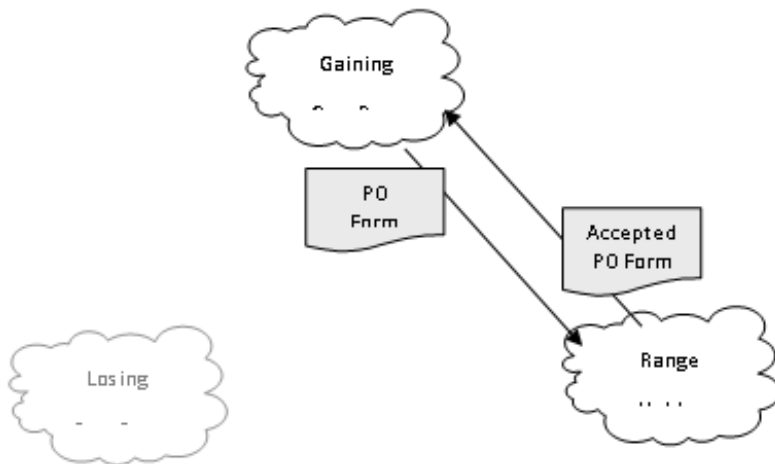 Gaining
PO
Form
Accepted
PO Form
Losing
Range